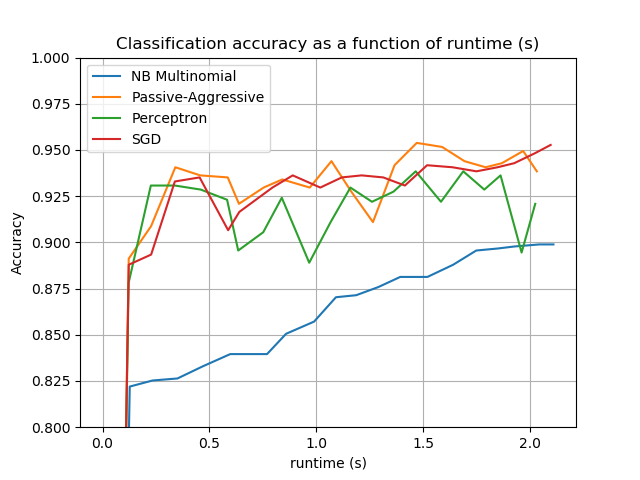 Classification accuracy as a function of runtime (s)
NB Multinomial
Passive-Aggressive
Perceptron
SGD
1.000
0.975
0.950
0.925
0.900
0.875
0.850
0.825
0.800
Accuracy
0.0 0.5 1.0 1.5 2.0
runtime (s)